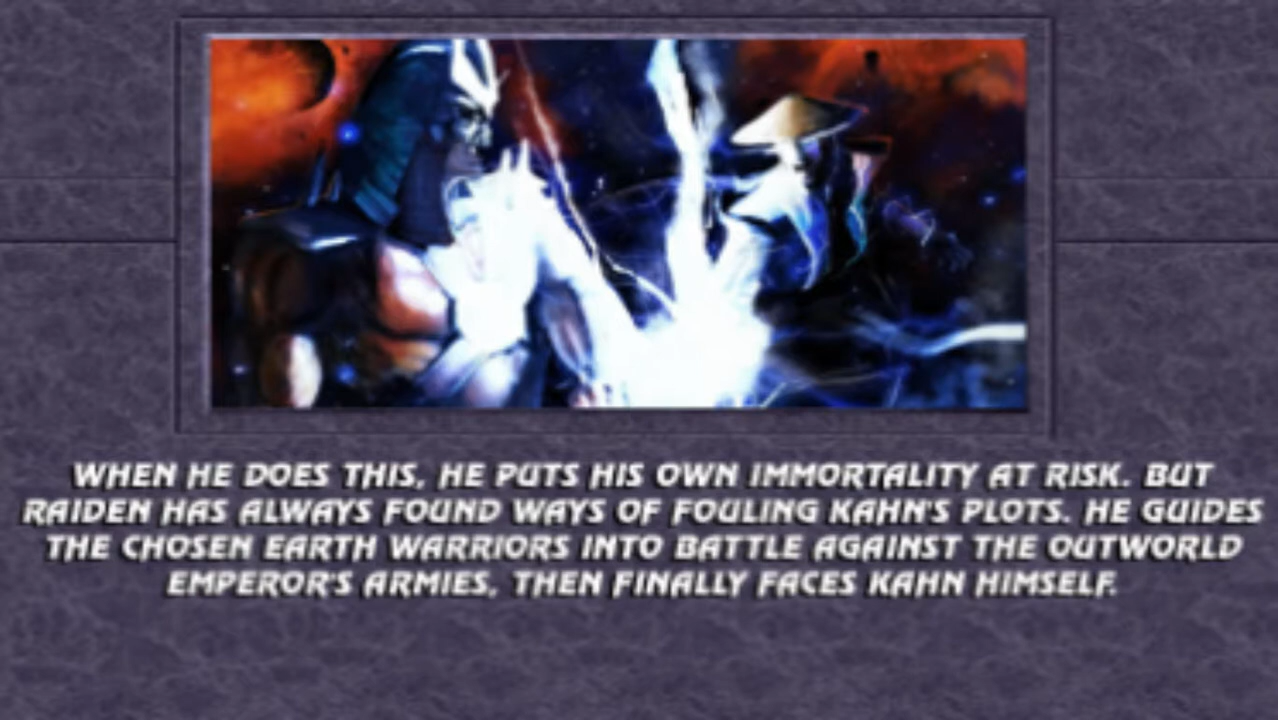 WHEN HE DOES THIS, HE PUTS HIS OWN IMMORTALITY AT RISK. BUT
RAIDEN HAS ALWAYS FOUND WAYS OF FOULING KAHN'S PLOTS. HE GUIDES
THE CHOSEN EARTH WARRIORS INTO BATTLE AGAINST THE OUTWORLD
EMPEROR'S ARMIES, THEN FINALLY FACES KAHN HIMSELF.